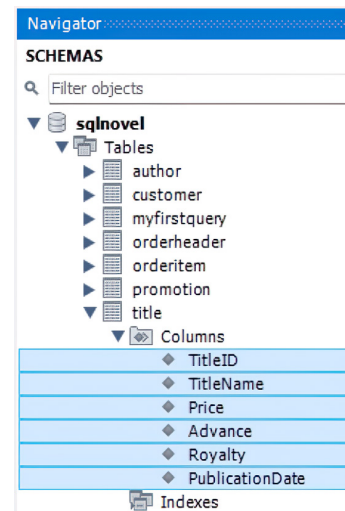 Navigator
SCHEMAS
Filter objects
sqlnovel
Tables
author
customer
myfirstquery
orderheader
orderitem
promotion
title
Columns
TitleID
TitleName
Price
Advance
Royalty
PublicationDate
Indexes